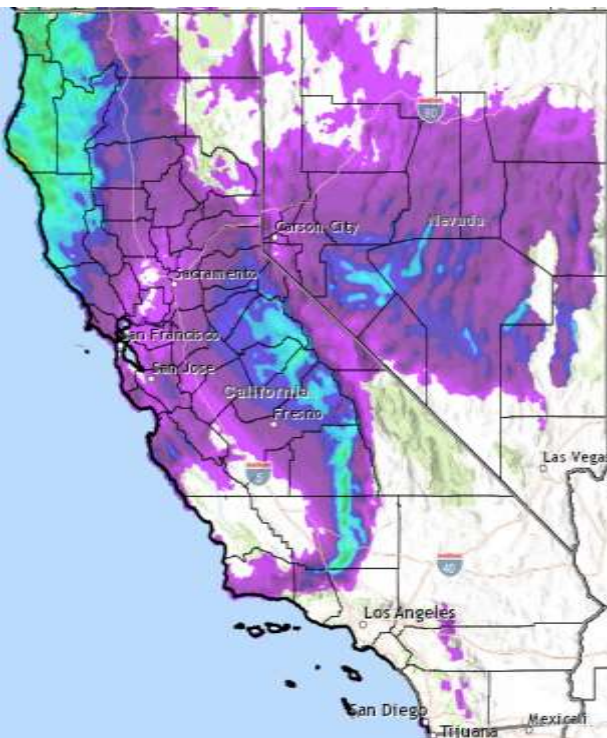 80
Carson City
Nevada
Sacramento
San Francisco
San Jose
California
Fresno
Las Vega
5
40
Los Angeles
San Diego
Mexicali
Tijuana